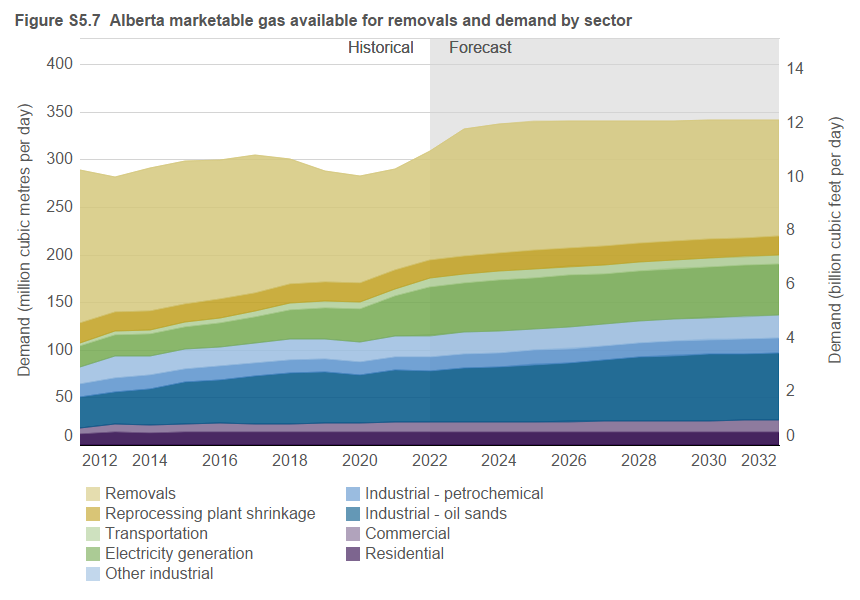 Figure S5.7 Alberta marketable gas available for removals and demand by sector
Historical Forecast
Demand (million cubic metres per day)
400
350
300
250
200
150
100
50
0
14
12
10
8
6
4
2
0
Demand (billion cubic feet per day)
2012 2014 2016 2018 2020 2022 2024 2026 2028 2030 2032
Removals
Reprocessing plant shrinkage
Transportation
Electricity generation
Other industrial
Industrial - petrochemical
Industrial - oil sands
Commercial
Residential